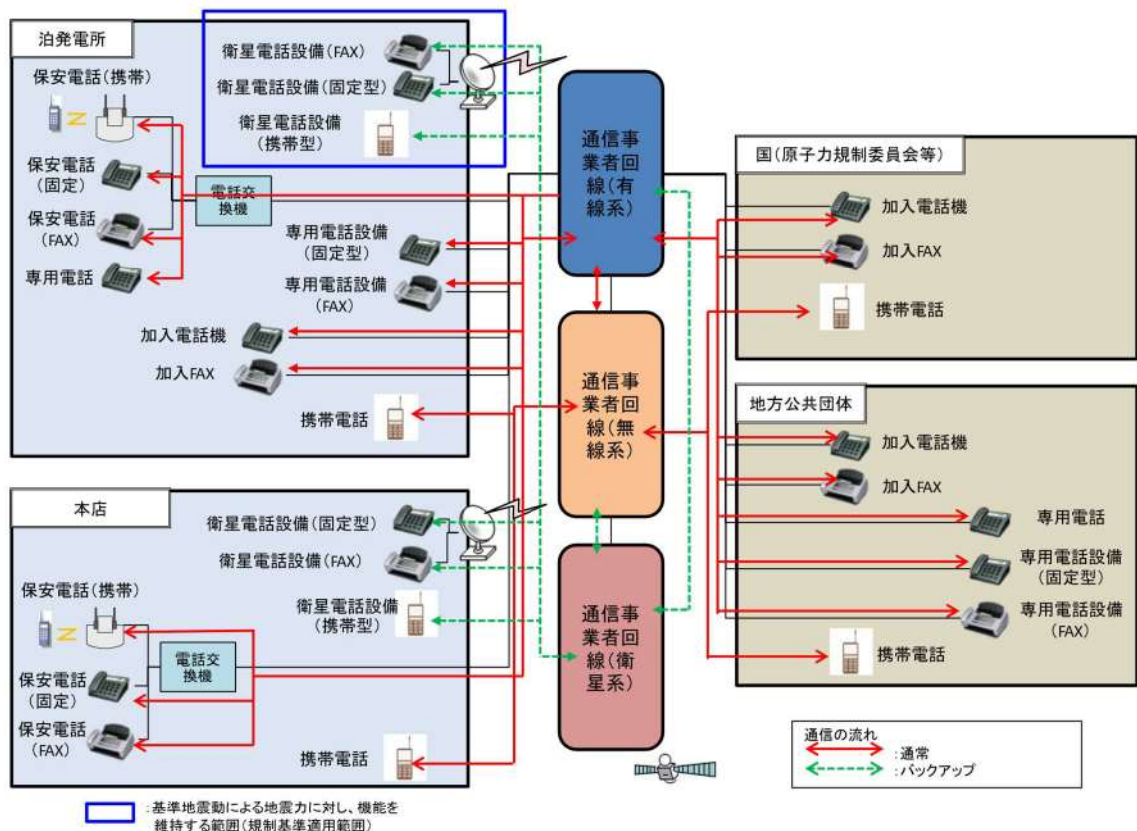 泊発電所
保安電話(携帯)
保安電話
(固定)
保安電話
(FAX)
専用電話
電話交
換機
衛星電話設備(FAX)
衛星電話設備(固定型)
衛星電話設備
(携帯型)
専用電話設備
(固定型)
専用電話設備
(FAX)
加入電話機
加入FAX
携帯電話
本店
衛星電話設備(固定型)
衛星電話設備(FAX)
衛星電話設備
(携帯型)
保安電話(携帯)
電話交
換機
保安電話
(固定)
保安電話
(FAX)
携帯電話
通信事
業者回
線(有
線系)
通信事
業者回
線(無
線系)
通信事
業者回
線(衛
星系)
国(原子力規制委員会等)
加入電話機
加入FAX
携帯電話
地方公共団体
加入電話機
加入FAX
専用電話
専用電話設備
(固定型)
専用電話設備
(FAX)
携帯電話
通信の流れ
:通常
:バックアップ
:基準地震動による地震力に対し、機能を
維持する範囲(規制基準適用範囲)